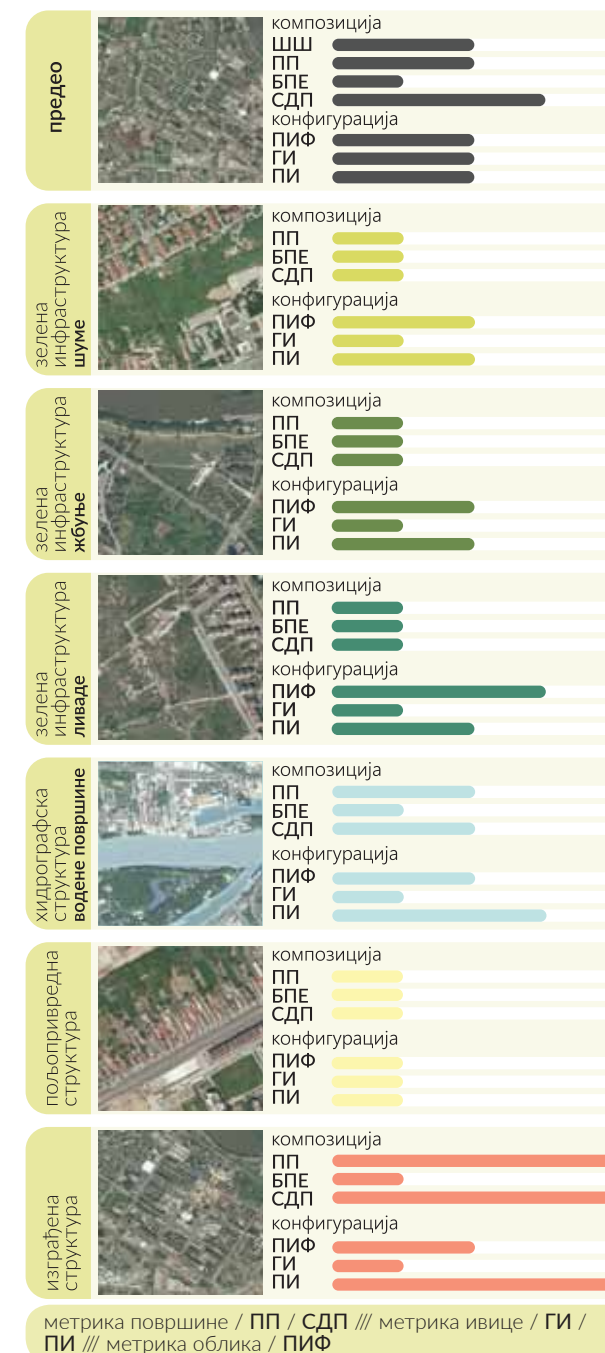 предео
композиција
ШШ
ПП
БПЕ
СДП
конфигурација
ПИФ
ГИ
ПИ
зелена
инфраструктура
шуме
композиција
ПП
БПЕ
СДП
конфигурација
ПИФ
ГИ
ПИ
зелена
инфраструктура
жбуње
композиција
ПП
БПЕ
СДП
конфигурација
ПИФ
ГИ
ПИ
зелена
инфраструктура
ливаде
композиција
ПП
БПЕ
СДП
конфигурација
ПИФ
ГИ
ПИ
хидрографска
структура
водене површине
композиција
ПП
БПЕ
СДП
конфигурација
ПИФ
ГИ
ПИ
пољопривредна
структура
композиција
ПП
БПЕ
СДП
конфигурација
ПИФ
ГИ
ПИ
изграђена
структура
композиција
ПП
БПЕ
СДП
конфигурација
ПИФ
ГИ
ПИ
метрика површине / ПП / СДП /// метрика ивице / ГИ /
ПИ /// метрика облика / ПИФ